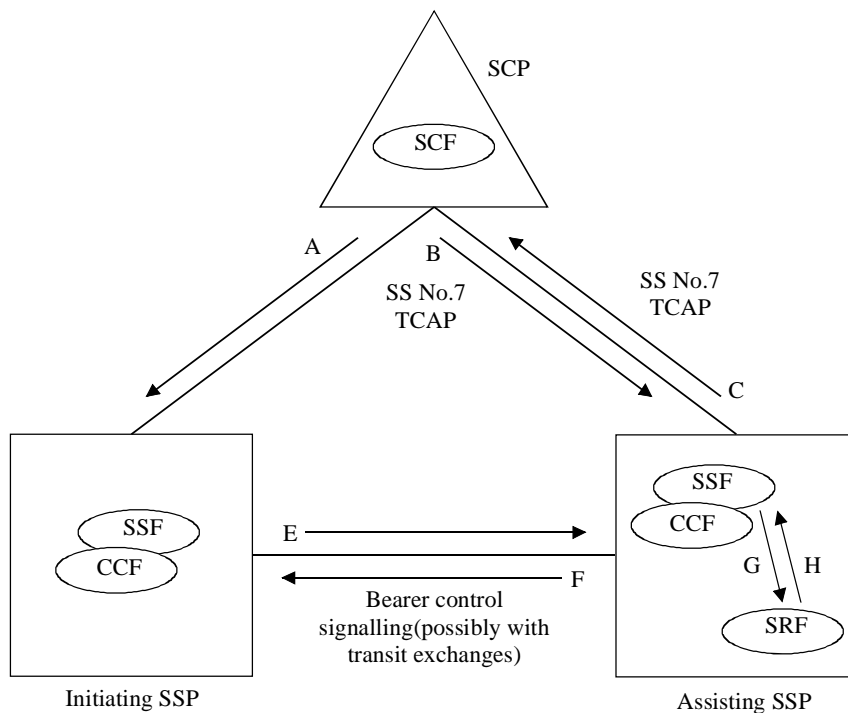 SCP
SCF
A
B
SS No.7
TCAP
SS No.7
TCAP
C
SSF
CCF
E
F
Bearer control
signalling(possibly with
transit exchanges)
SSF
CCF
G
H
SRF
Initiating SSP
Assisting SSP